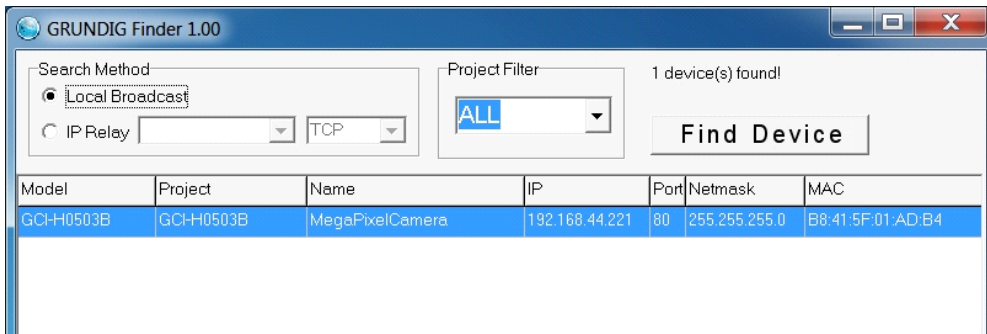 GRUNDIG Finder 1.00
Search Method
Local Broadcast
IP Relay
TCP
Project Filter
ALL
1 device(s) found!
Find Device
Model Project Name IP Port Netmask MAC
GCI-H0503B GCI-H0503B MegaPixelCamera 192.168.44.221 80 255.255.255.0 B8:41:5F:01:AD:B4